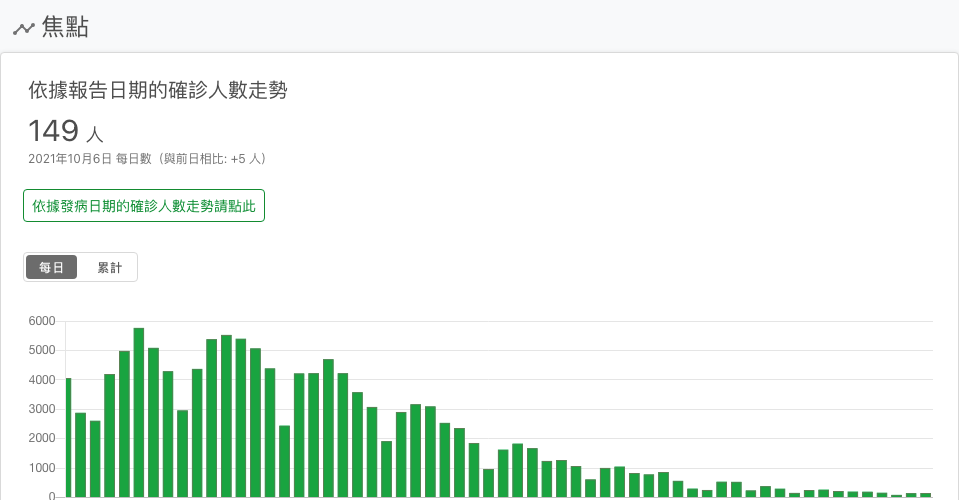 焦點
依據報告日期的確診人數走勢
149 人
2021年10月6日 每日數（與前日相比: +5 人）
依據發病日期的確診人數走勢請點此
每日 累計
6000
5000
4000
3000
2000
1000
0